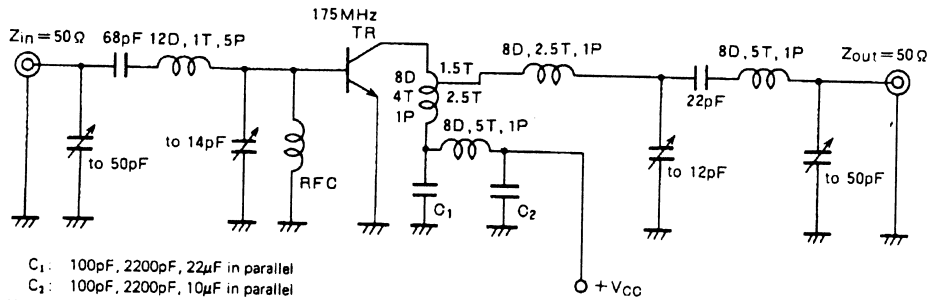 175MHz
TR
Zin=50Ω
68pF 12D, 1T, 5P
8D, 2.5T, 1P
8D, 5T, 1P
Zout=50Ω
8D
4T
1P
1.5T
2.5T
22pF
8D, 5T, 1P
to 50pF
to 14pF
RFC
to 12pF
to 50pF
C₁
C₂
C₁: 100pF, 2200pF, 22μF in parallel
C₂: 100pF, 2200pF, 10μF in parallel
+VCC